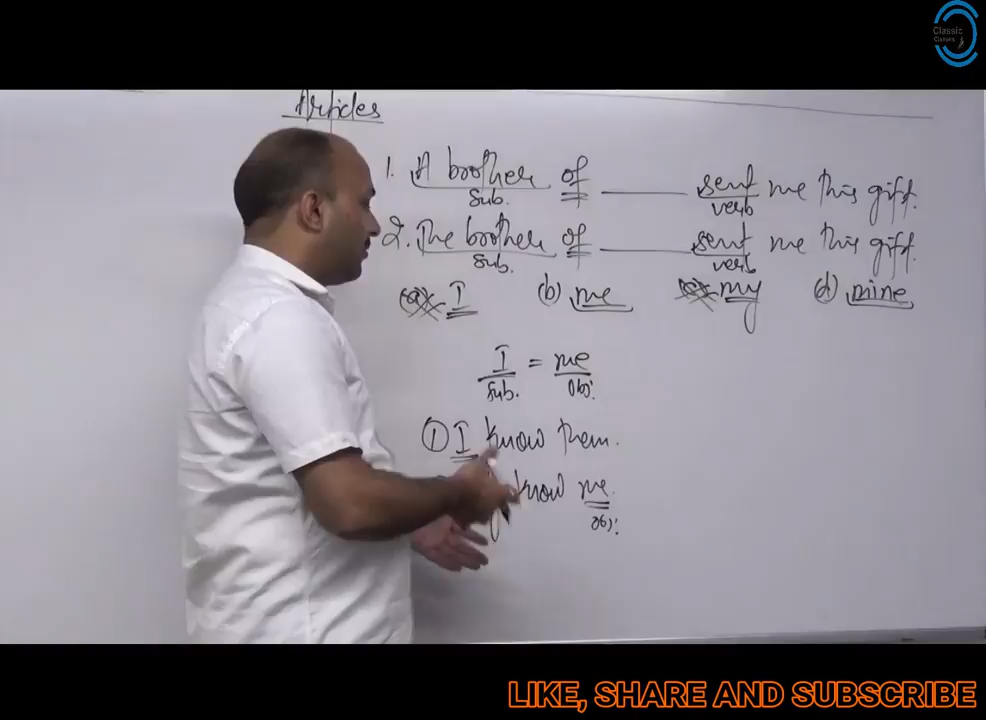 Classic
Classes
Articles
1. A brother of ______ sent me this gift.
Sub. verb
2. The brother of ______ sent me this gift.
Sub. verb
(a) I (b) me (c) my (d) mine
I = me
Sub. Obj.
① I know them.
know me.
obj.
LIKE, SHARE AND SUBSCRIBE